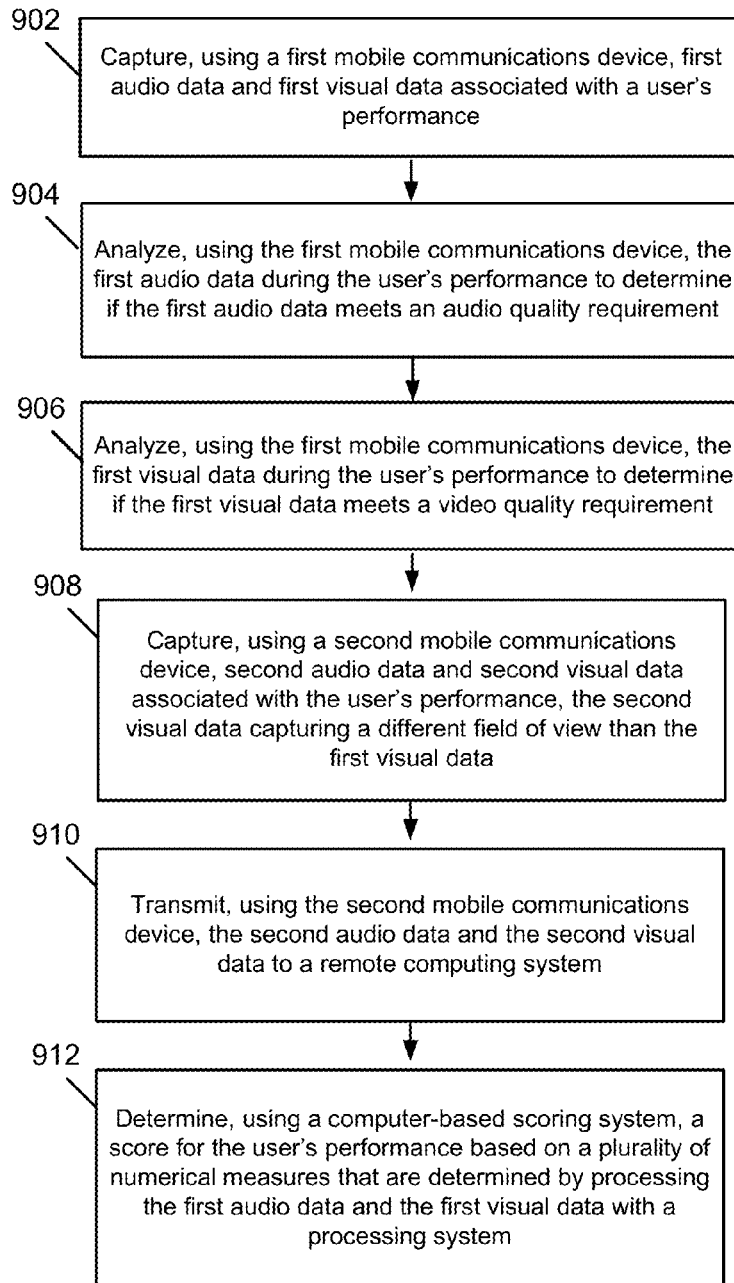 902
Capture, using a first mobile communications device, first
audio data and first visual data associated with a user's
performance
904
Analyze, using the first mobile communications device, the
first audio data during the user's performance to determine
if the first audio data meets an audio quality requirement
906
Analyze, using the first mobile communications device, the
first visual data during the user's performance to determine
if the first visual data meets a video quality requirement
908
Capture, using a second mobile communications
device, second audio data and second visual data
associated with the user's performance, the second
visual data capturing a different field of view than the
first visual data
910
Transmit, using the second mobile communications
device, the second audio data and the second visual
data to a remote computing system
912
Determine, using a computer-based scoring system, a
score for the user's performance based on a plurality of
numerical measures that are determined by processing
the first audio data and the first visual data with a
processing system